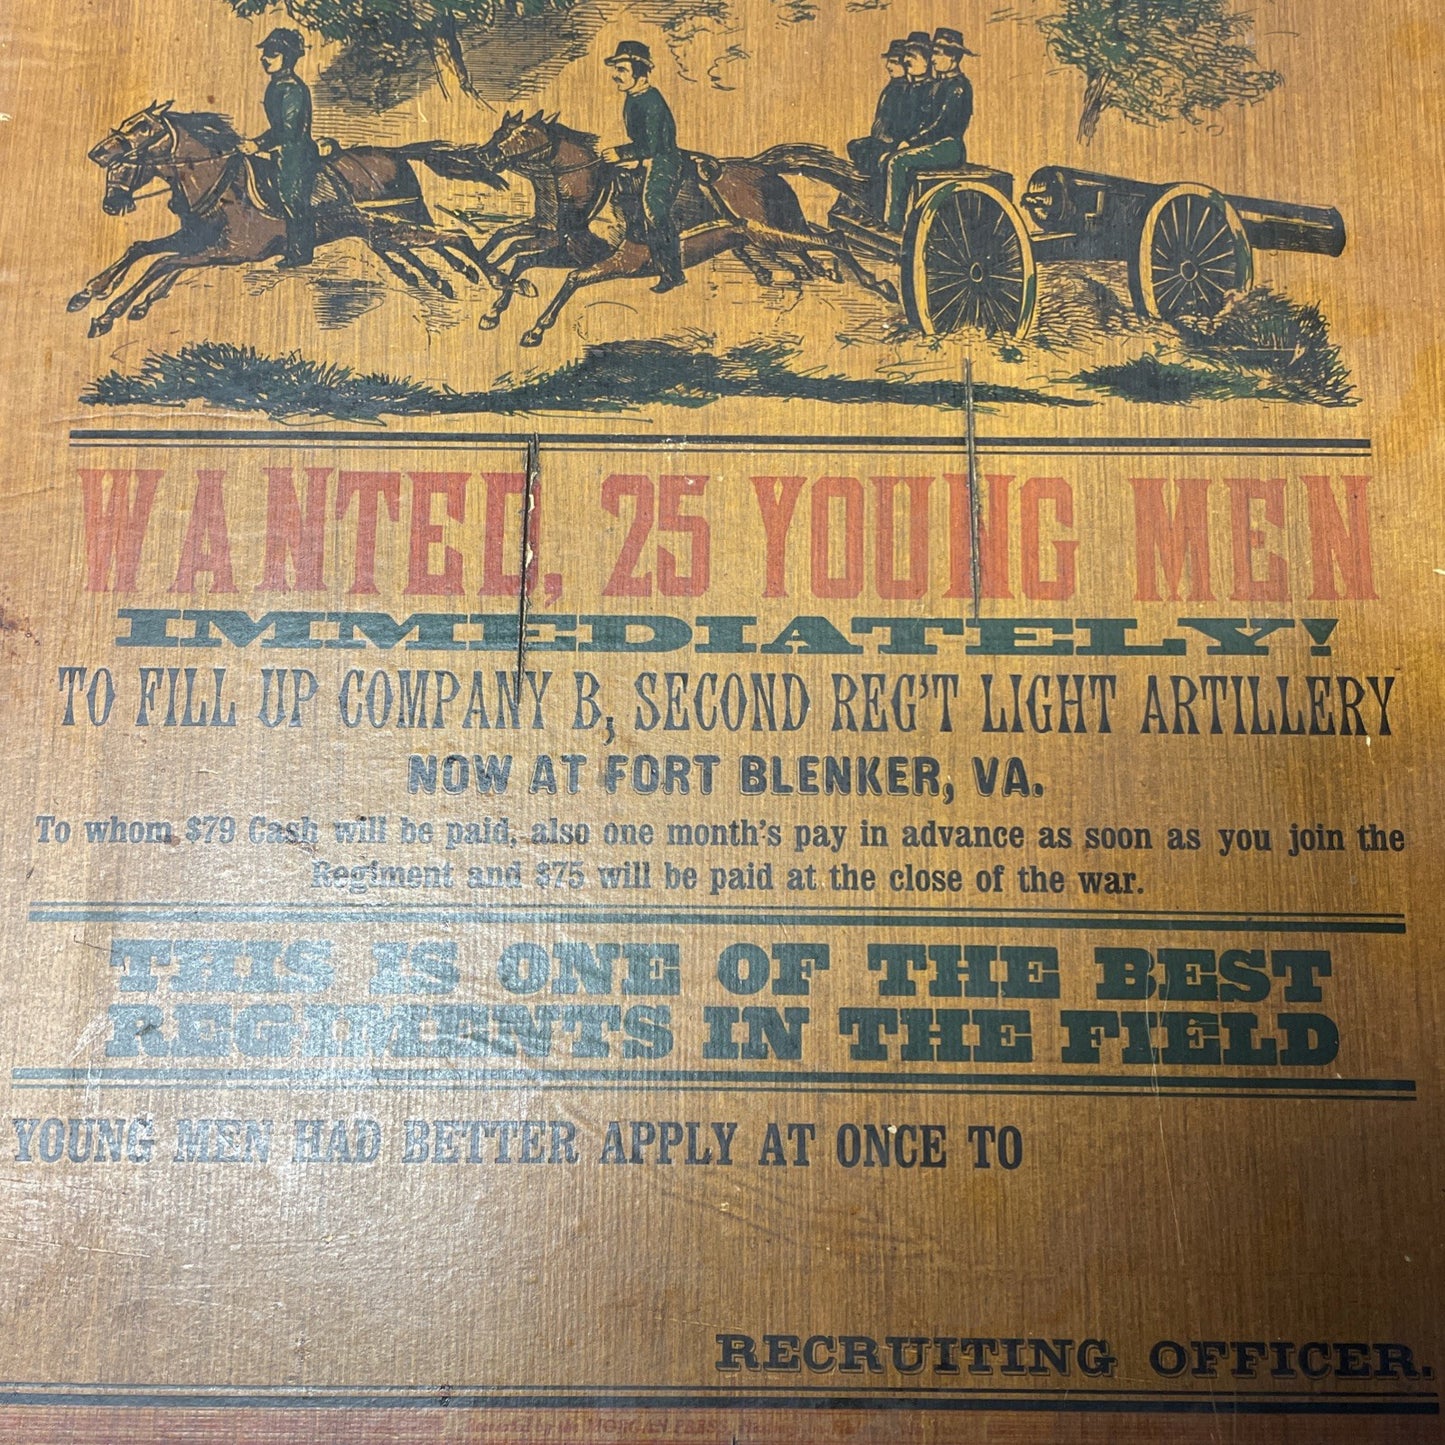 WANTED, 25 YOUNG MEN
IMMEDIATELY!
TO FILL UP COMPANY B, SECOND REG'T LIGHT ARTILLERY
NOW AT FORT BLENKER, VA.
To whom $79 Cash will be paid, also one month's pay in advance as soon as you join the
Regiment and $75 will be paid at the close of the war.
THIS IS ONE OF THE BEST
REGIMENTS IN THE FIELD
YOUNG MEN HAD BETTER APPLY AT ONCE TO
RECRUITING OFFICER.
MORGAN PRESS